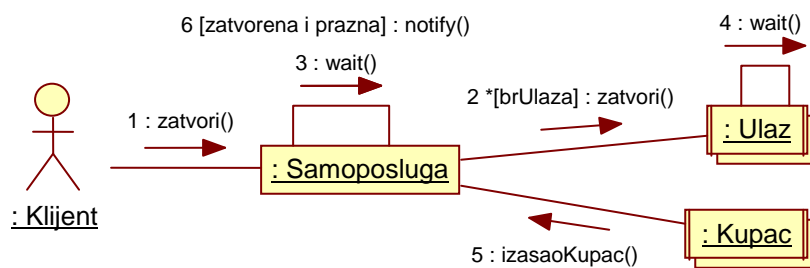 6 [zatvorena i prazna] : notify()
4 : wait()
3 : wait()
2 *[brUlaza] : zatvori()
1 : zatvori()
: Ulaz
: Samoposluga
: Klijent
: Kupac
5 : izasaoKupac()